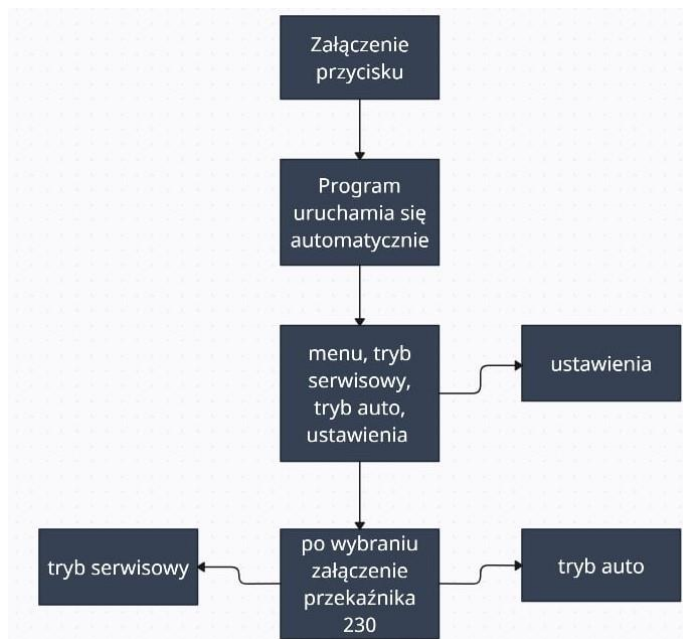 Załączenie
przycisku
Program
uruchamia się
automatycznie
menu, tryb
serwisowy,
tryb auto,
ustawienia
ustawienia
po wybraniu
załączenie
przekaźnika
230
tryb serwisowy
tryb auto